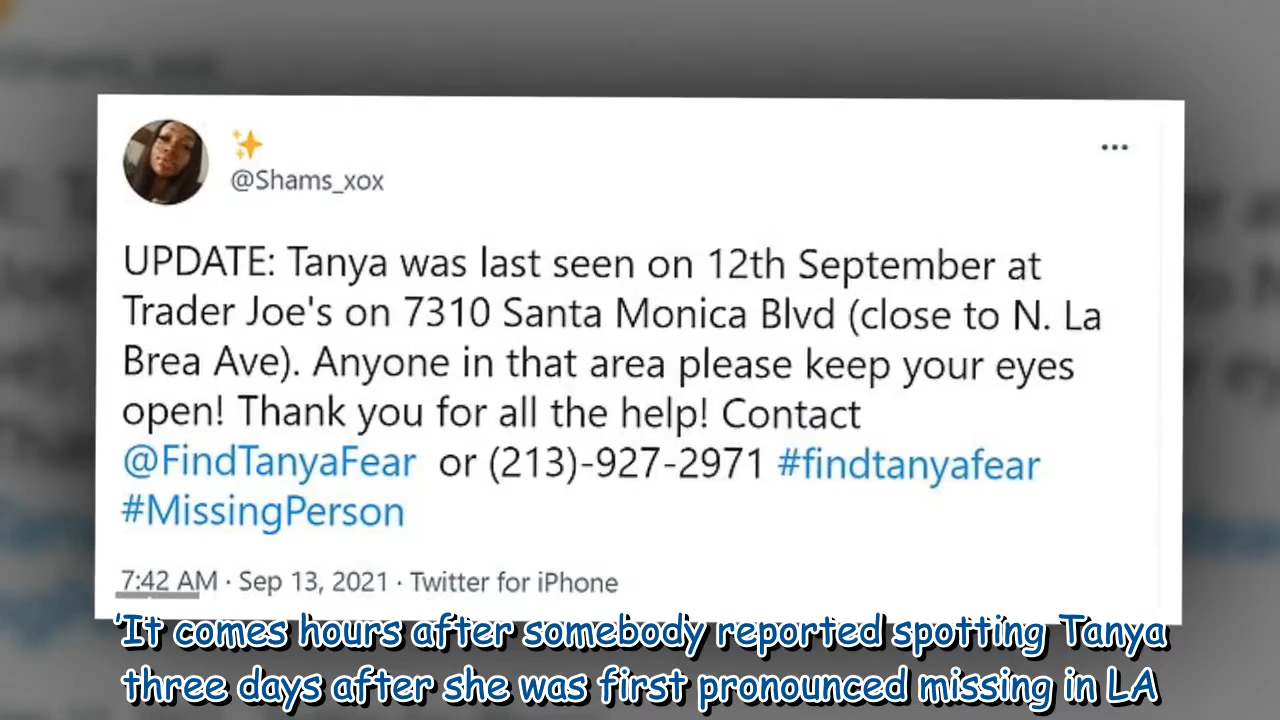 ✨
@Shams_xox
UPDATE: Tanya was last seen on 12th September at
Trader Joe's on 7310 Santa Monica Blvd (close to N. La
Brea Ave). Anyone in that area please keep your eyes
open! Thank you for all the help! Contact
@FindTanyaFear or (213)-927-2971 #findtanyafear
#MissingPerson
7:42 AM · Sep 13, 2021 · Twitter for iPhone
'It comes hours after somebody reported spotting Tanya
three days after she was first pronounced missing in LA